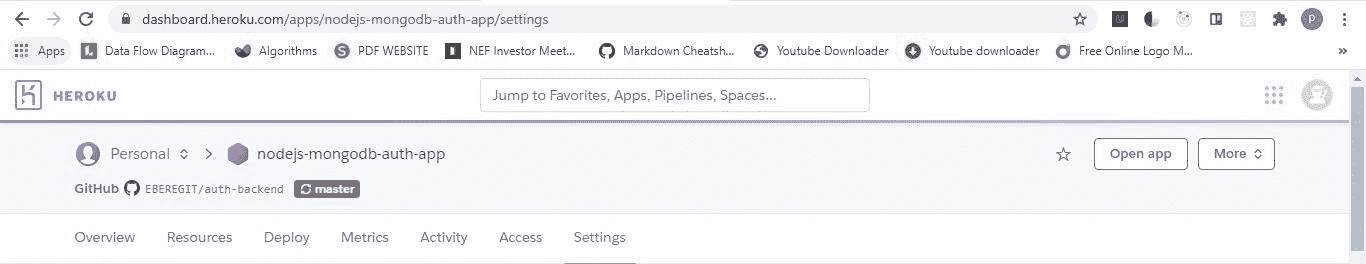 dashboard.heroku.com/apps/nodejs-mongodb-auth-app/settings
P
Apps Data Flow Diagram... Algorithms PDF WEBSITE NEF Investor Meet... Markdown Cheatsh... Youtube Downloader Youtube downloader Free Online Logo M... »
HEROKU Jump to Favorites, Apps, Pipelines, Spaces...
Personal nodejs-mongodb-auth-app Open app More
GitHub EBEREGIT/auth-backend master
Overview Resources Deploy Metrics Activity Access Settings